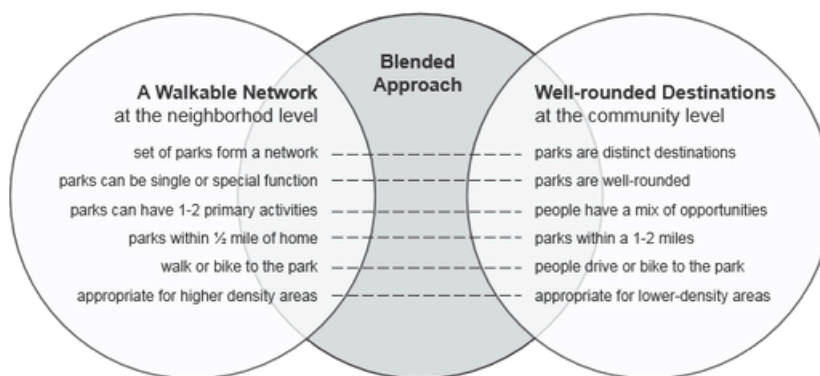 Blended
Approach
A Walkable Network
at the neighborhod level
set of parks form a network
parks can be single or special function
parks can have 1-2 primary activities
parks within ½ mile of home
walk or bike to the park
appropriate for higher density areas
Well-rounded Destinations
at the community level
parks are distinct destinations
parks are well-rounded
people have a mix of opportunities
parks within a 1-2 miles
people drive or bike to the park
appropriate for lower-density areas